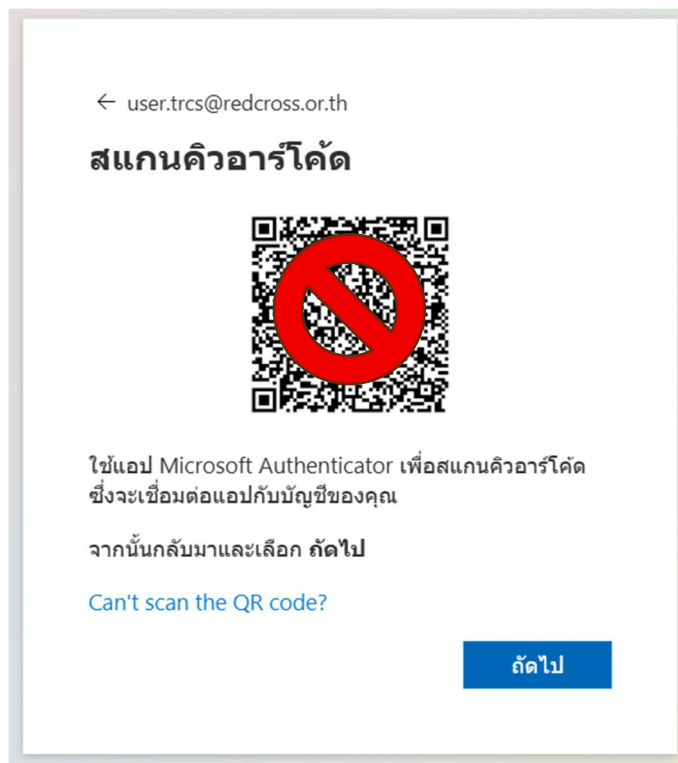 ← user.trcs@redcross.or.th
สแกนคิวอาร์โค้ด
ใช้แอป Microsoft Authenticator เพื่อสแกนคิวอาร์โค้ด
ซึ่งจะเชื่อมต่อแอปกับบัญชีของคุณ
จากนั้นกลับมาและเลือก ถัดไป
Can't scan the QR code?
ถัดไป